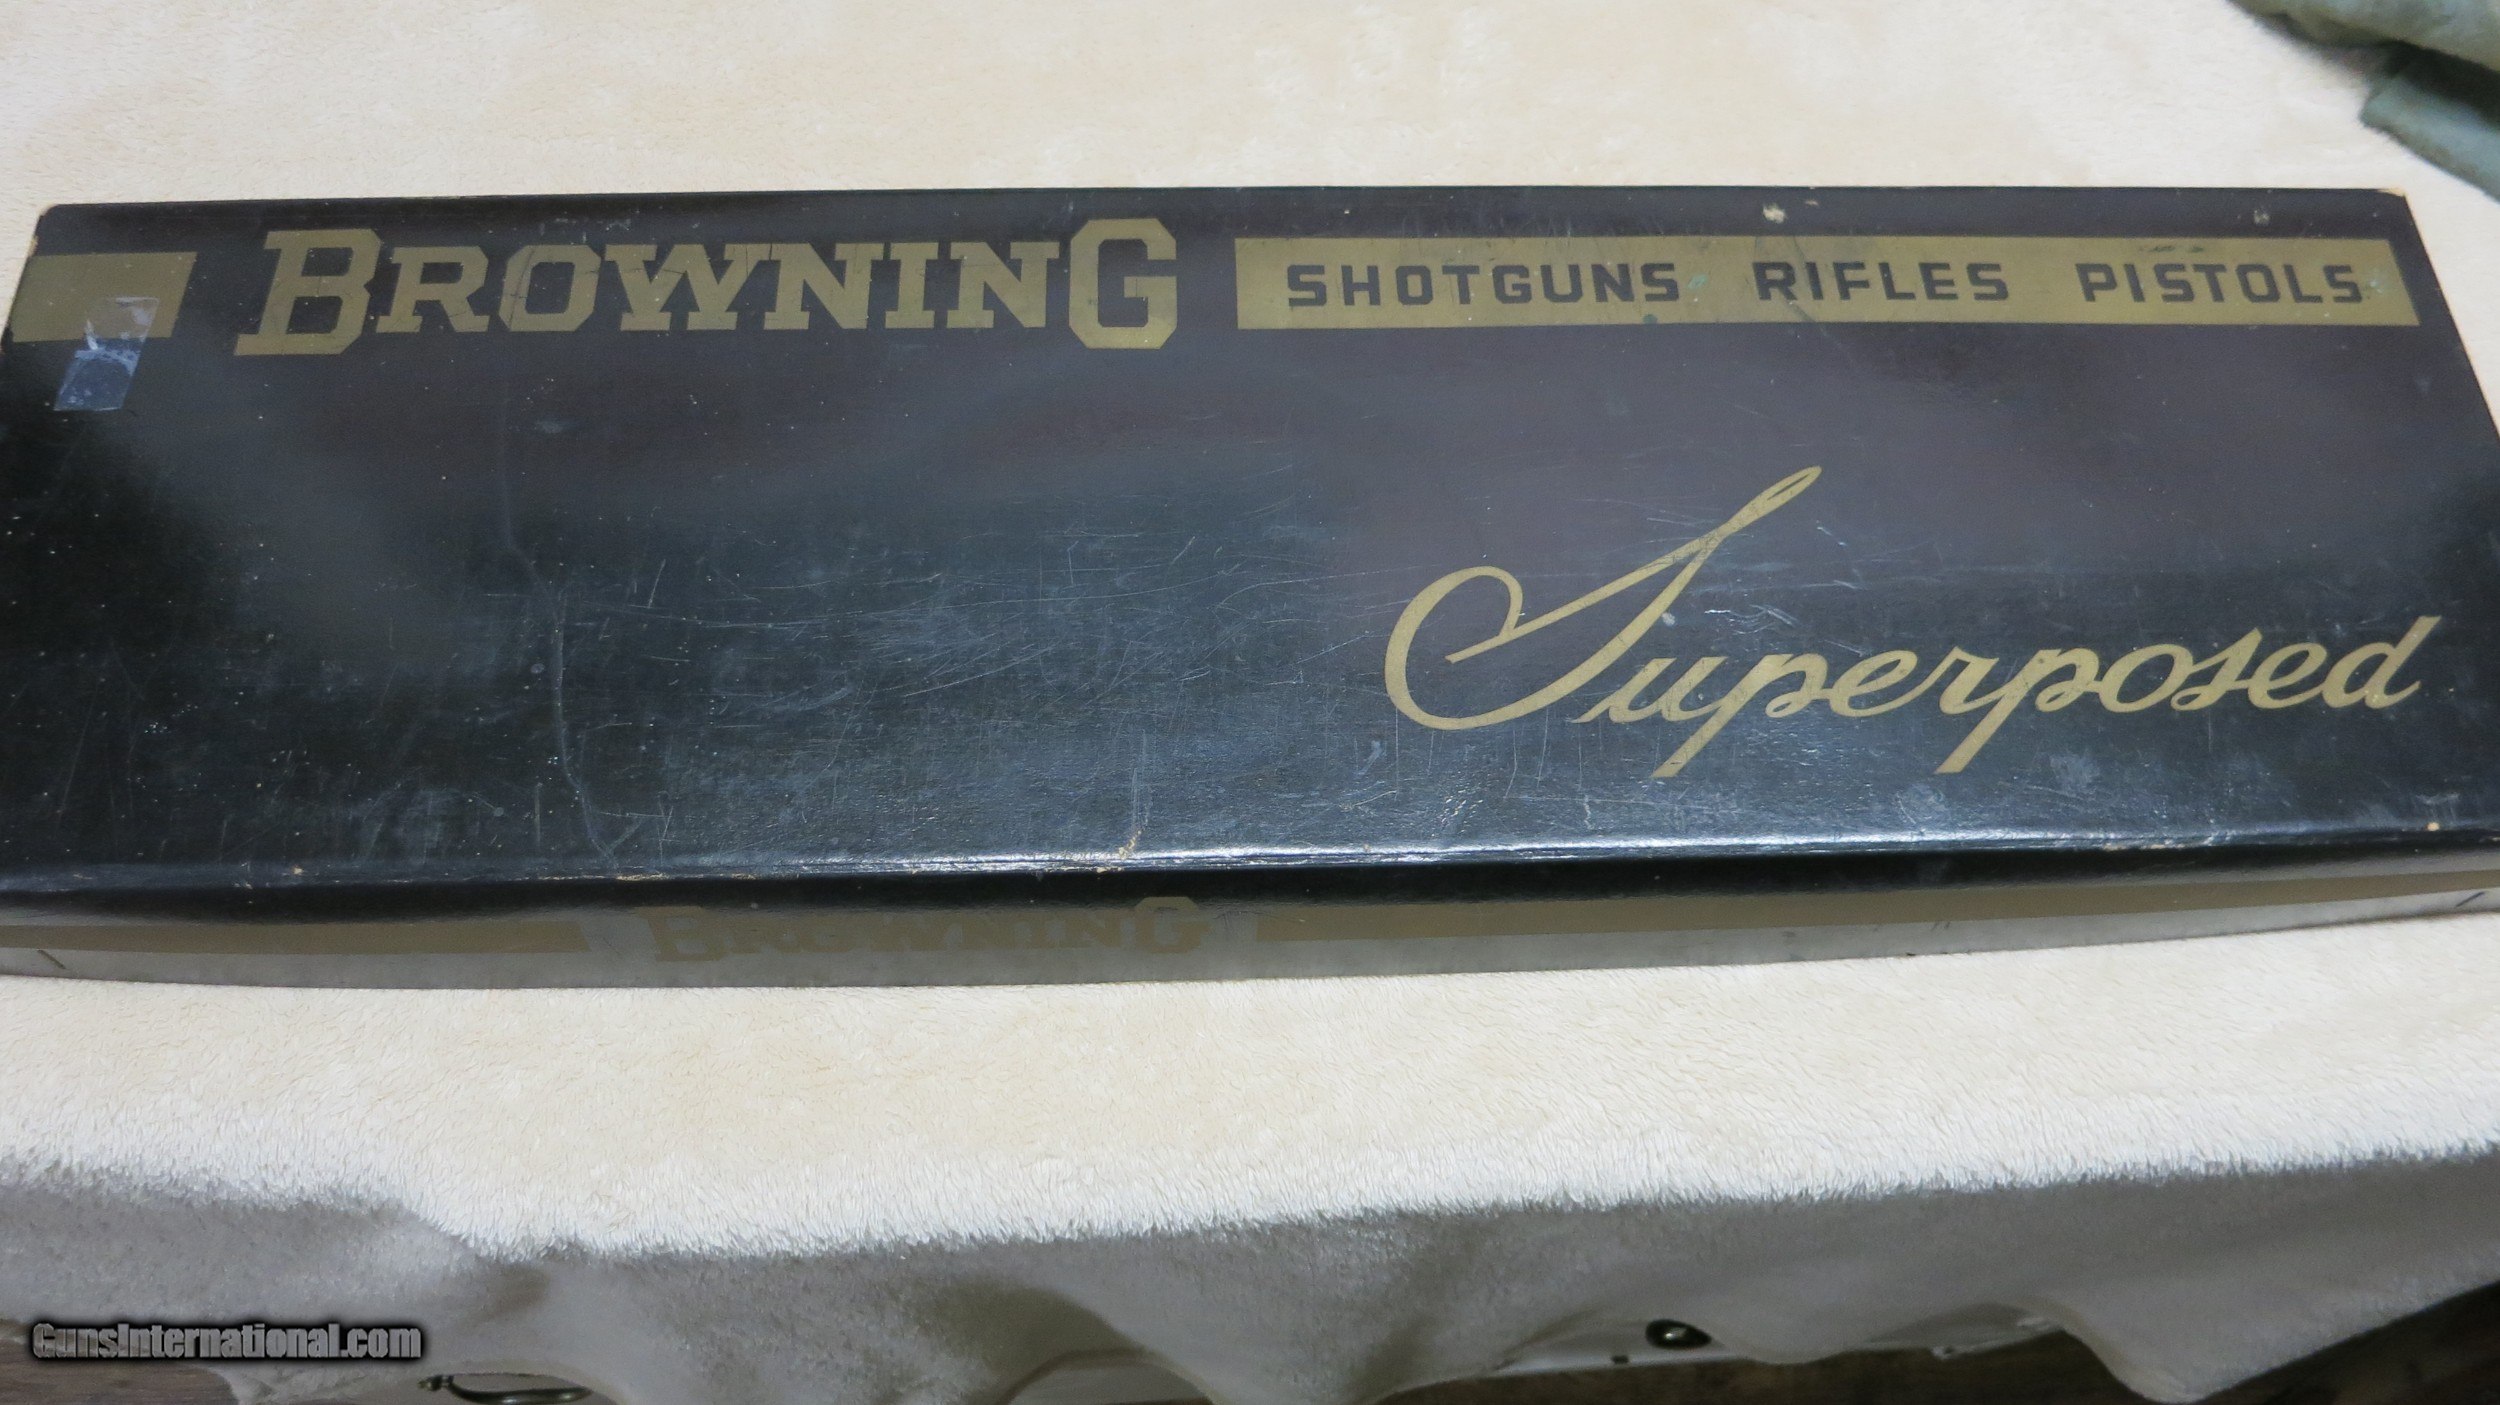 BROWNING SHOTGUNS RIFLES PISTOLS
Superposed
BROWNING
GunsInternational.com